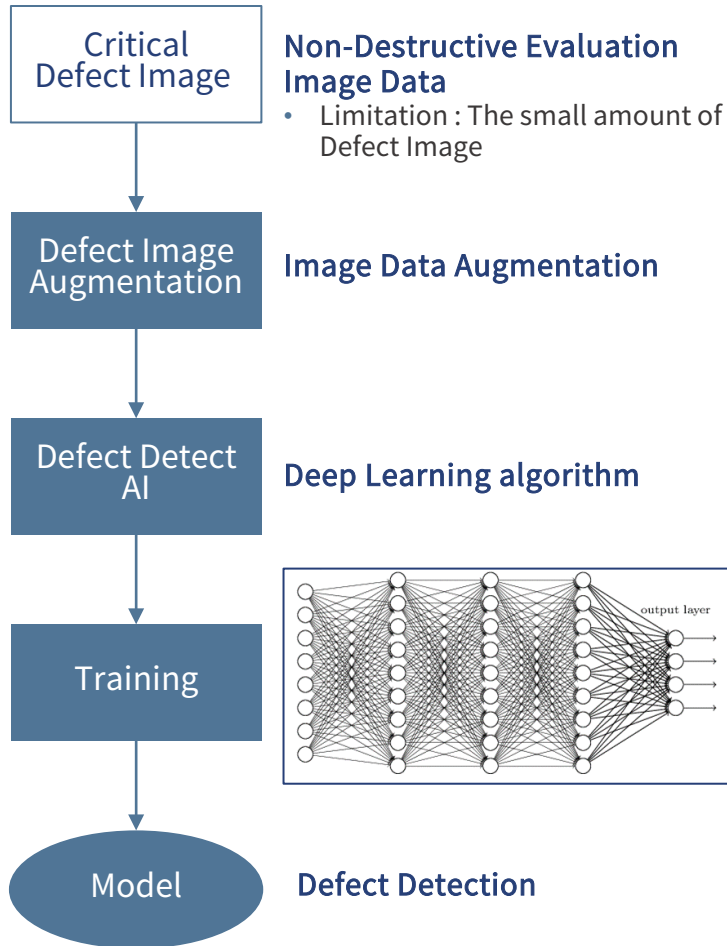 Critical
Defect Image
Non-Destructive Evaluation
Image Data
• Limitation : The small amount of
Defect Image
Defect Image
Augmentation
Image Data Augmentation
Defect Detect
AI
Deep Learning algorithm
output layer
Training
Model
Defect Detection